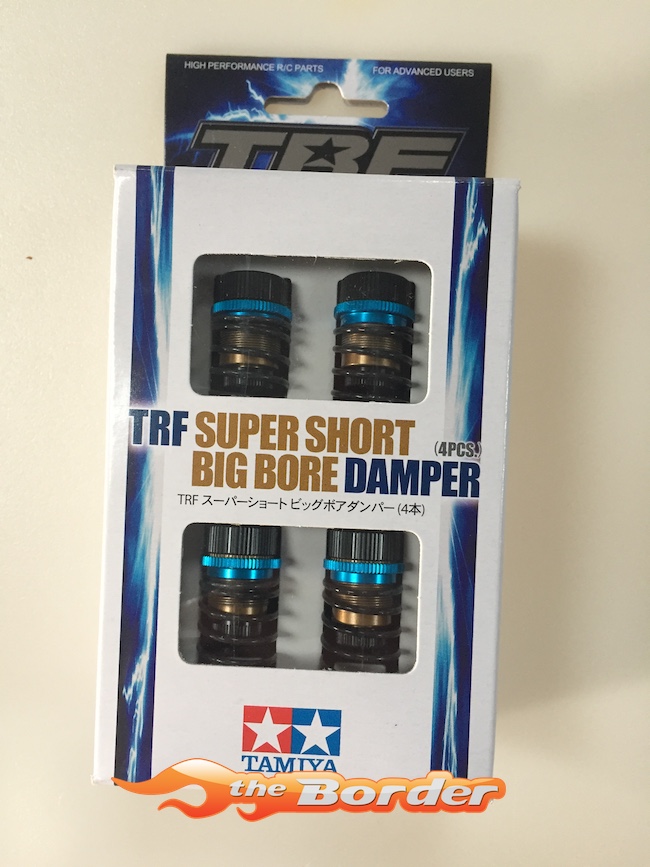 HIGH PERFORMANCE R/C PARTS FOR ADVANCED USERS
TRF
TRF SUPER SHORT (4PCS.)
BIG BORE DAMPER
TRF スーパーショート ビッグボアダンパー (4本)
TAMIYA
the Border